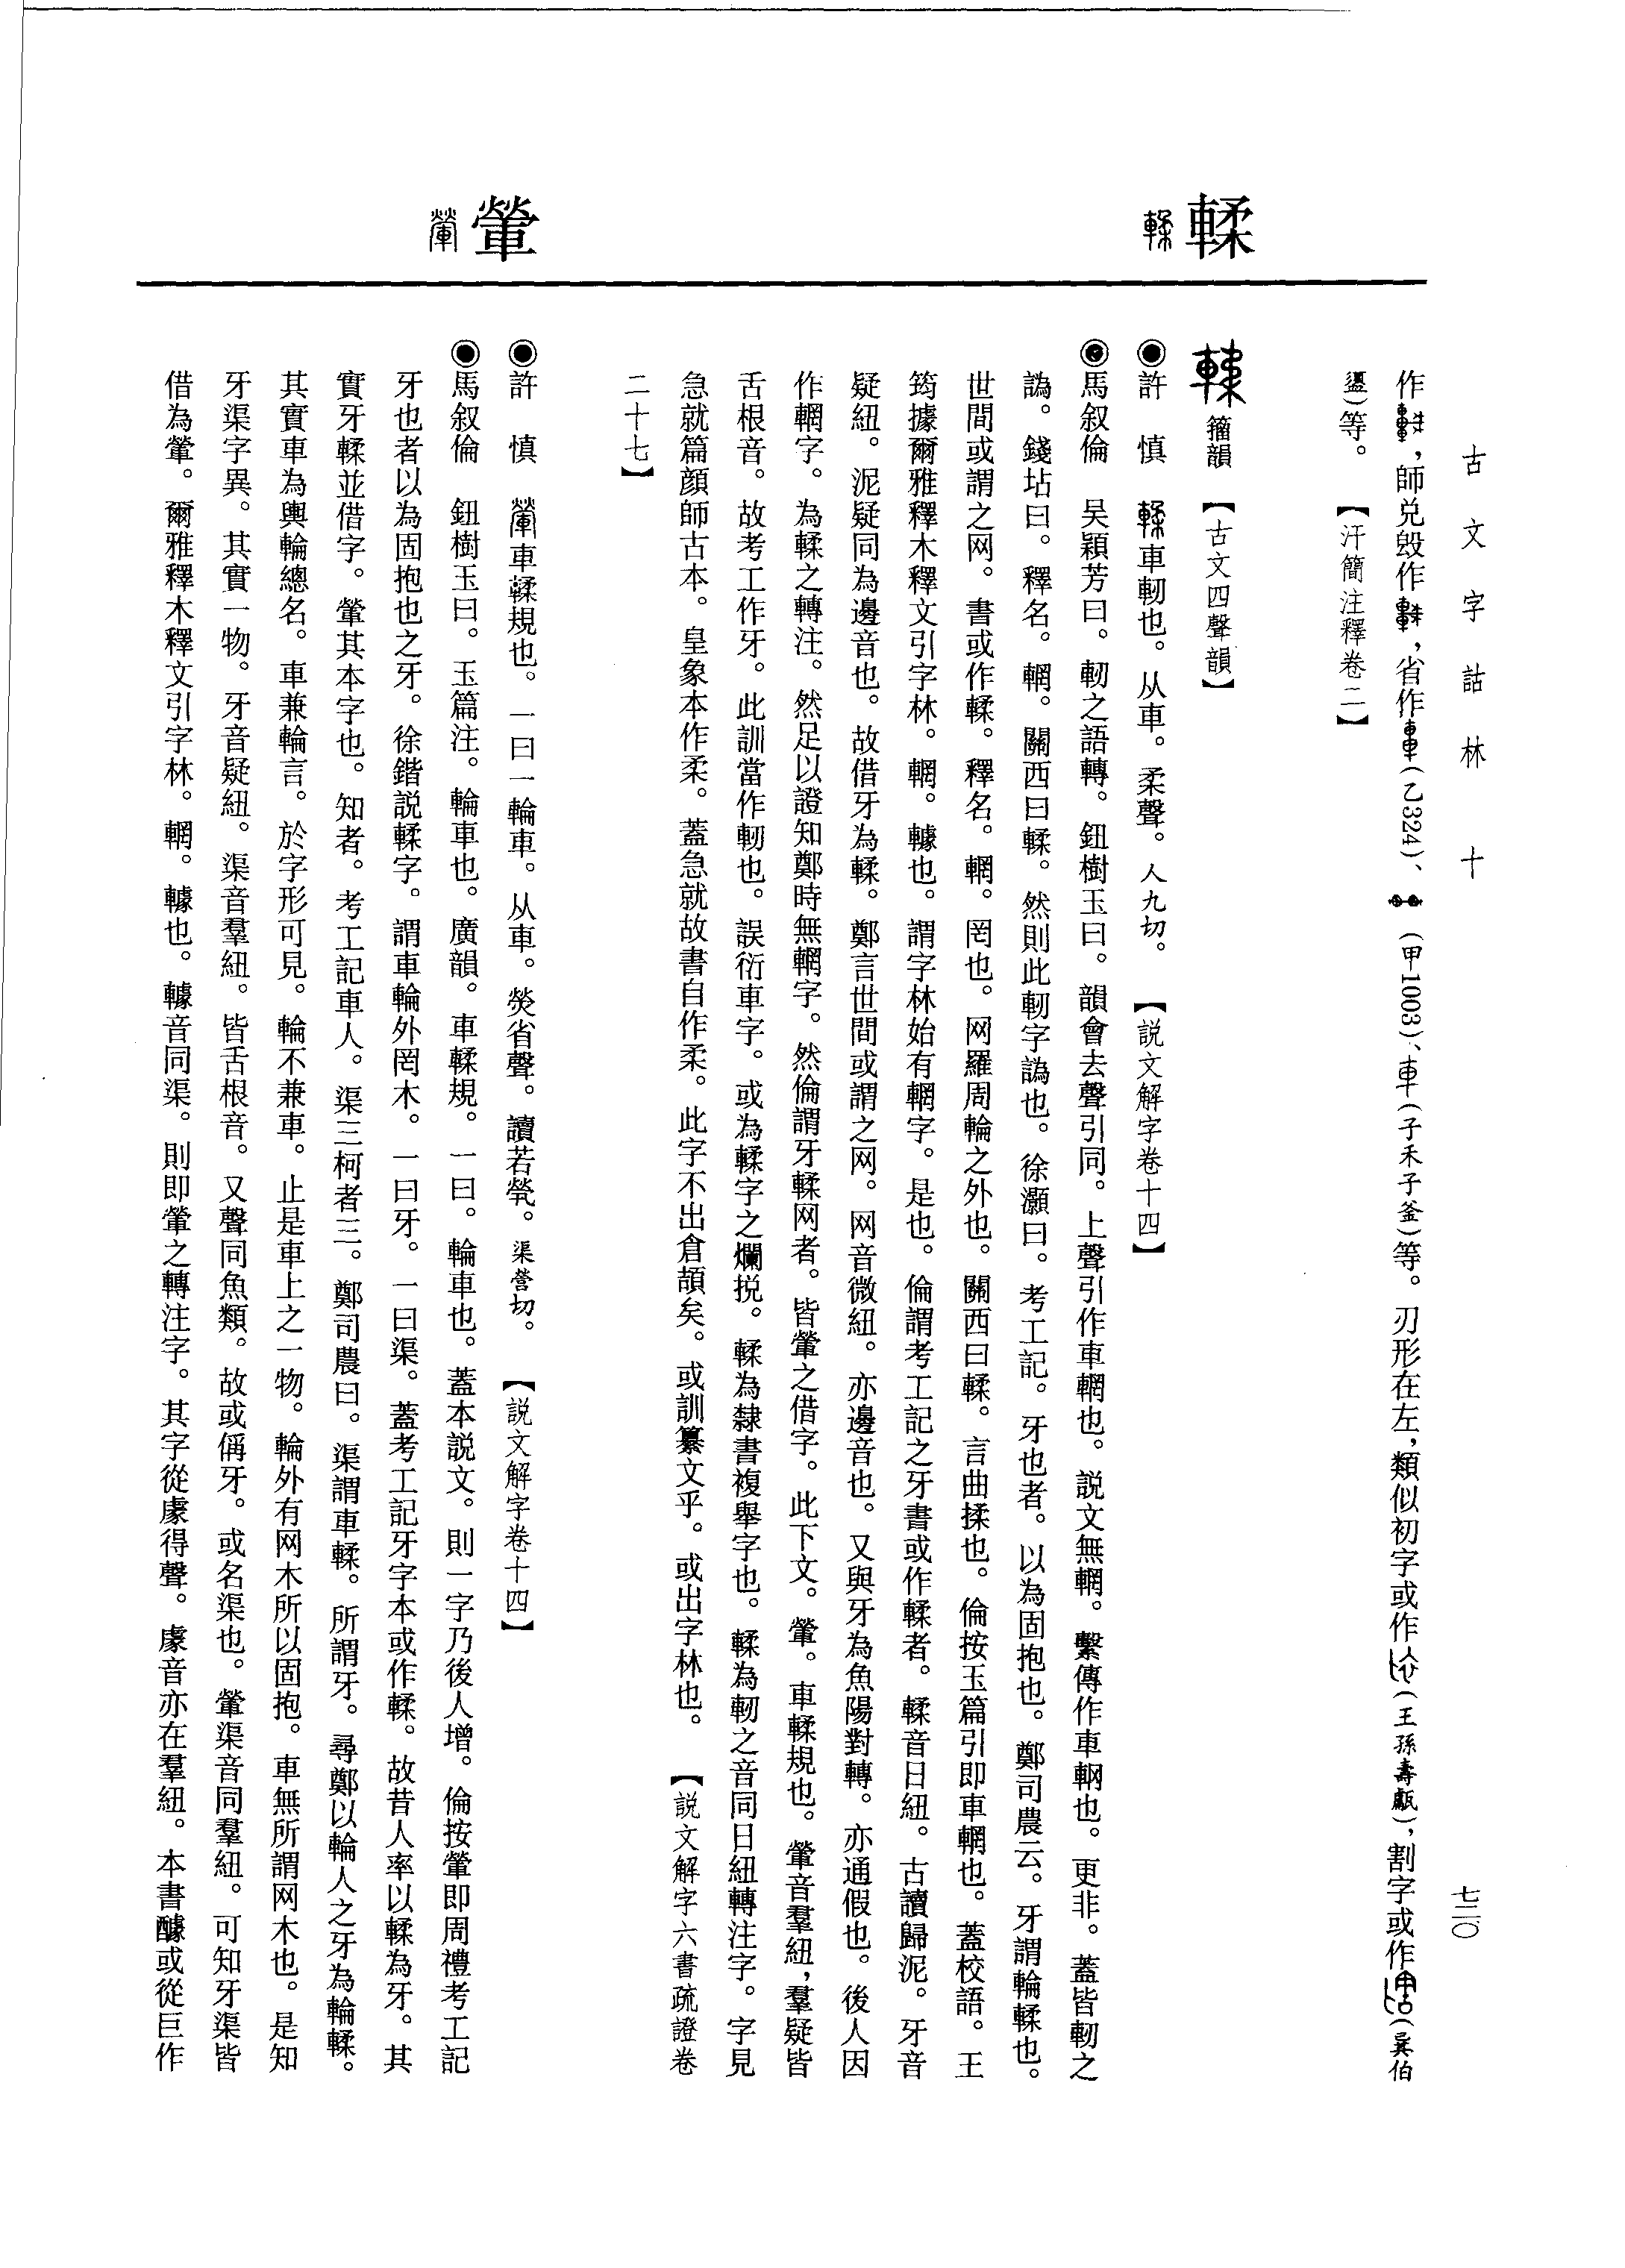 古文字詁林　十
七三〇
作，師兑𣪘作，省作（乙324）、（甲1003）、車（子禾子釜）等。刃形在左，類似初字或作（王孫壽甗），割字或作（㠱伯
盨）等。【汗簡注釋卷二】
輮
籀韻　【古文四聲韻】
◉許　慎　車軔也。从車。柔聲。人九切。　【説文解字卷十四】
◉馬叙倫　吴穎芳曰。軔之語轉。鈕樹玉曰。韻會去聲引同。上聲引作車輞也。説文無輞。繫傳作車輞也。更非。蓋皆軔之
譌。錢坫曰。釋名。輞。關西曰輮。然則此軔字譌也。徐灝曰。考工記。牙也者。以為固抱也。鄭司農云。牙謂輪輮也。
世間或謂之网。書或作輮。釋名。輞。罔也。网羅周輪之外也。關西曰輮。言曲揉也。倫按玉篇引即車輞也。蓋校語。王
筠據爾雅釋木釋文引字林。輞。轈也。謂字林始有輞字。是也。倫謂考工記之牙書或作輮者。輮音日紐。古讀歸泥。牙音
疑紐。泥疑同為邊音也。故借牙為輮。鄭言世間或謂之网。网音微紐。亦邊音也。又與牙為魚陽對轉。亦通假也。後人因
作輞字。為輮之轉注。然足以證知鄭時無輞字。然倫謂牙輮网者。皆軬之借字。此下文。䡓。車輮規也。䡓音羣紐，羣疑皆
舌根音。故考工作牙。此訓當作軔也。誤衍車字。或為輮字之爛挩。輮為隸書複舉字也。輮為軔之音同日紐轉注字。字見
急就篇顔師古本。皇象本作柔。蓋急就故書自作柔。此字不出倉頡矣。或訓纂文乎。或出字林也。　【説文解字六書疏證卷
二十七】
䡓
◉許　慎　車輮規也。一曰一輪車。从車。熒省聲。讀若煢。渠營切。　【説文解字卷十四】
◉馬叙倫　鈕樹玉曰。玉篇注。輪車也。廣韻。車輮規。一曰。輪車也。蓋本説文。則一字乃後人增。倫按䡓即周禮考工記
牙也者以為固抱也之牙。徐鍇説輮字。謂車輪外罔木。一曰牙。一曰渠。蓋考工記牙字本或作輮。故昔人率以輮為牙。其
實牙輮並借字。䡓其本字也。知者。考工記車人。渠三柯者三。鄭司農曰。渠謂車輮。所謂牙。尋鄭以輪人之牙為輪輮。
其實車為輿輪總名。車兼輪言。於字形可見。輪不兼車。止是車上之一物。輪外有网木所以固抱。車無所謂网木也。是知
牙渠字異。其實一物。牙音疑紐。渠音羣紐。皆舌根音。又聲同魚類。故或偁牙。或名渠也。䡓渠音同羣紐。可知牙渠皆
借為䡓。爾雅釋木釋文引字林。輞。轈也。轈音同渠。則即䡓之轉注字。其字從豦得聲。豦音亦在羣紐。本書醵或從巨作